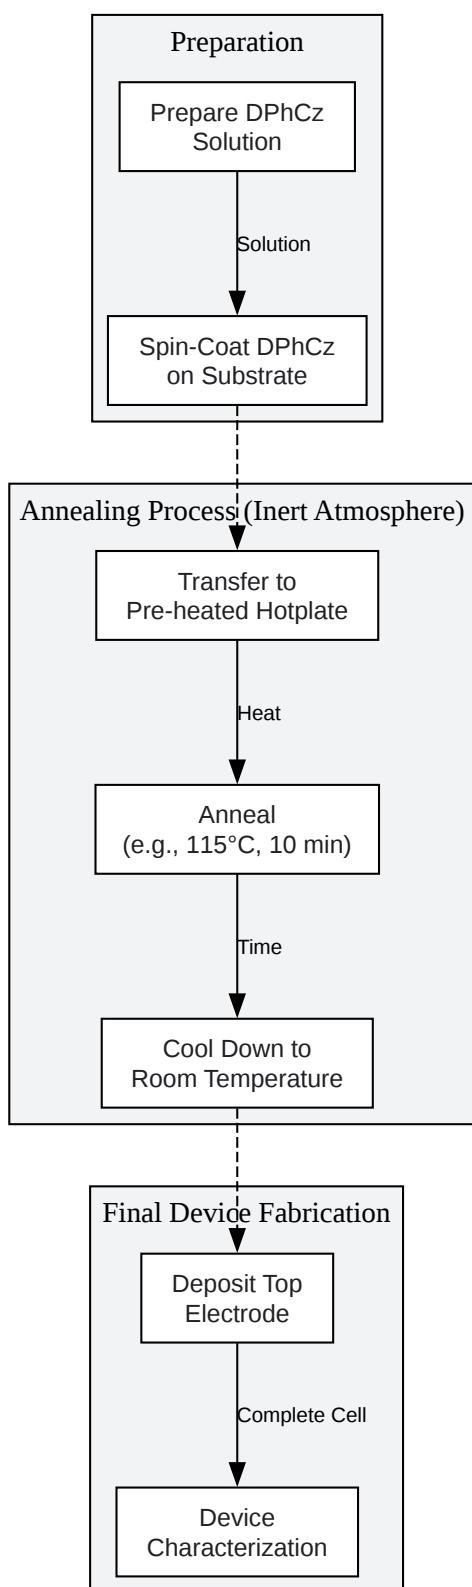 Preparation
Prepare DPhCz
Solution
Solution
Spin-Coat DPhCz
on Substrate
Annealing Process (Inert Atmosphere)
Transfer to
Pre-heated Hotplate
Heat
Anneal
(e.g., 115°C, 10 min)
Time
Cool Down to
Room Temperature
Final Device Fabrication
Deposit Top
Electrode
Complete Cell
Device
Characterization